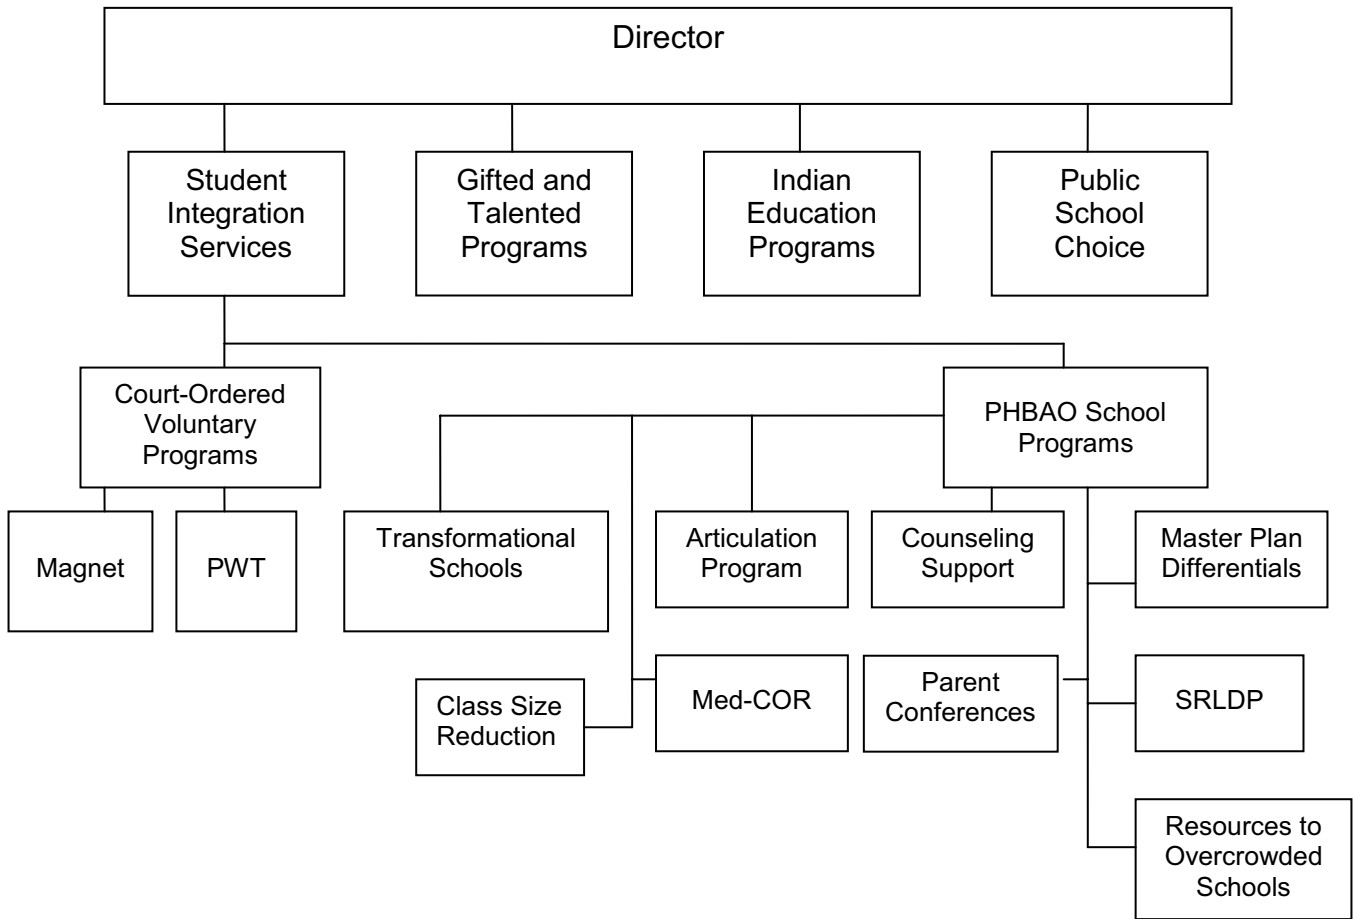 Director
Student
Integration
Services
Gifted and
Talented
Programs
Indian
Education
Programs
Public
School
Choice
Court-Ordered
Voluntary
Programs
PHBAO School
Programs
Magnet
PWT
Transformational
Schools
Articulation
Program
Counseling
Support
Master Plan
Differentials
Class Size
Reduction
Med-COR
Parent
Conferences
SRLDP
Resources to
Overcrowded
Schools